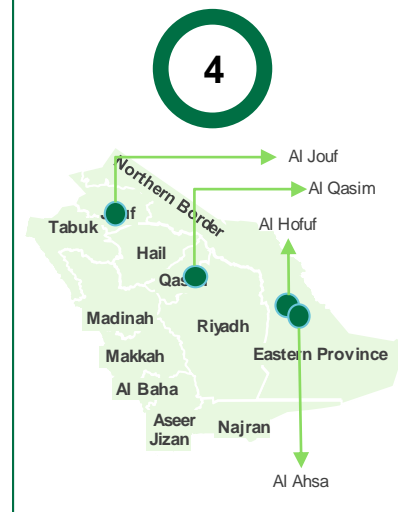 4
Al Jouf
Northern Border
Al Qasim
Tabuk
Al Hofuf
Hail
Madinah
Riyadh
Makkah
Eastern Province
Al Baha
Aseer
Jizan
Najran
Al Ahsa